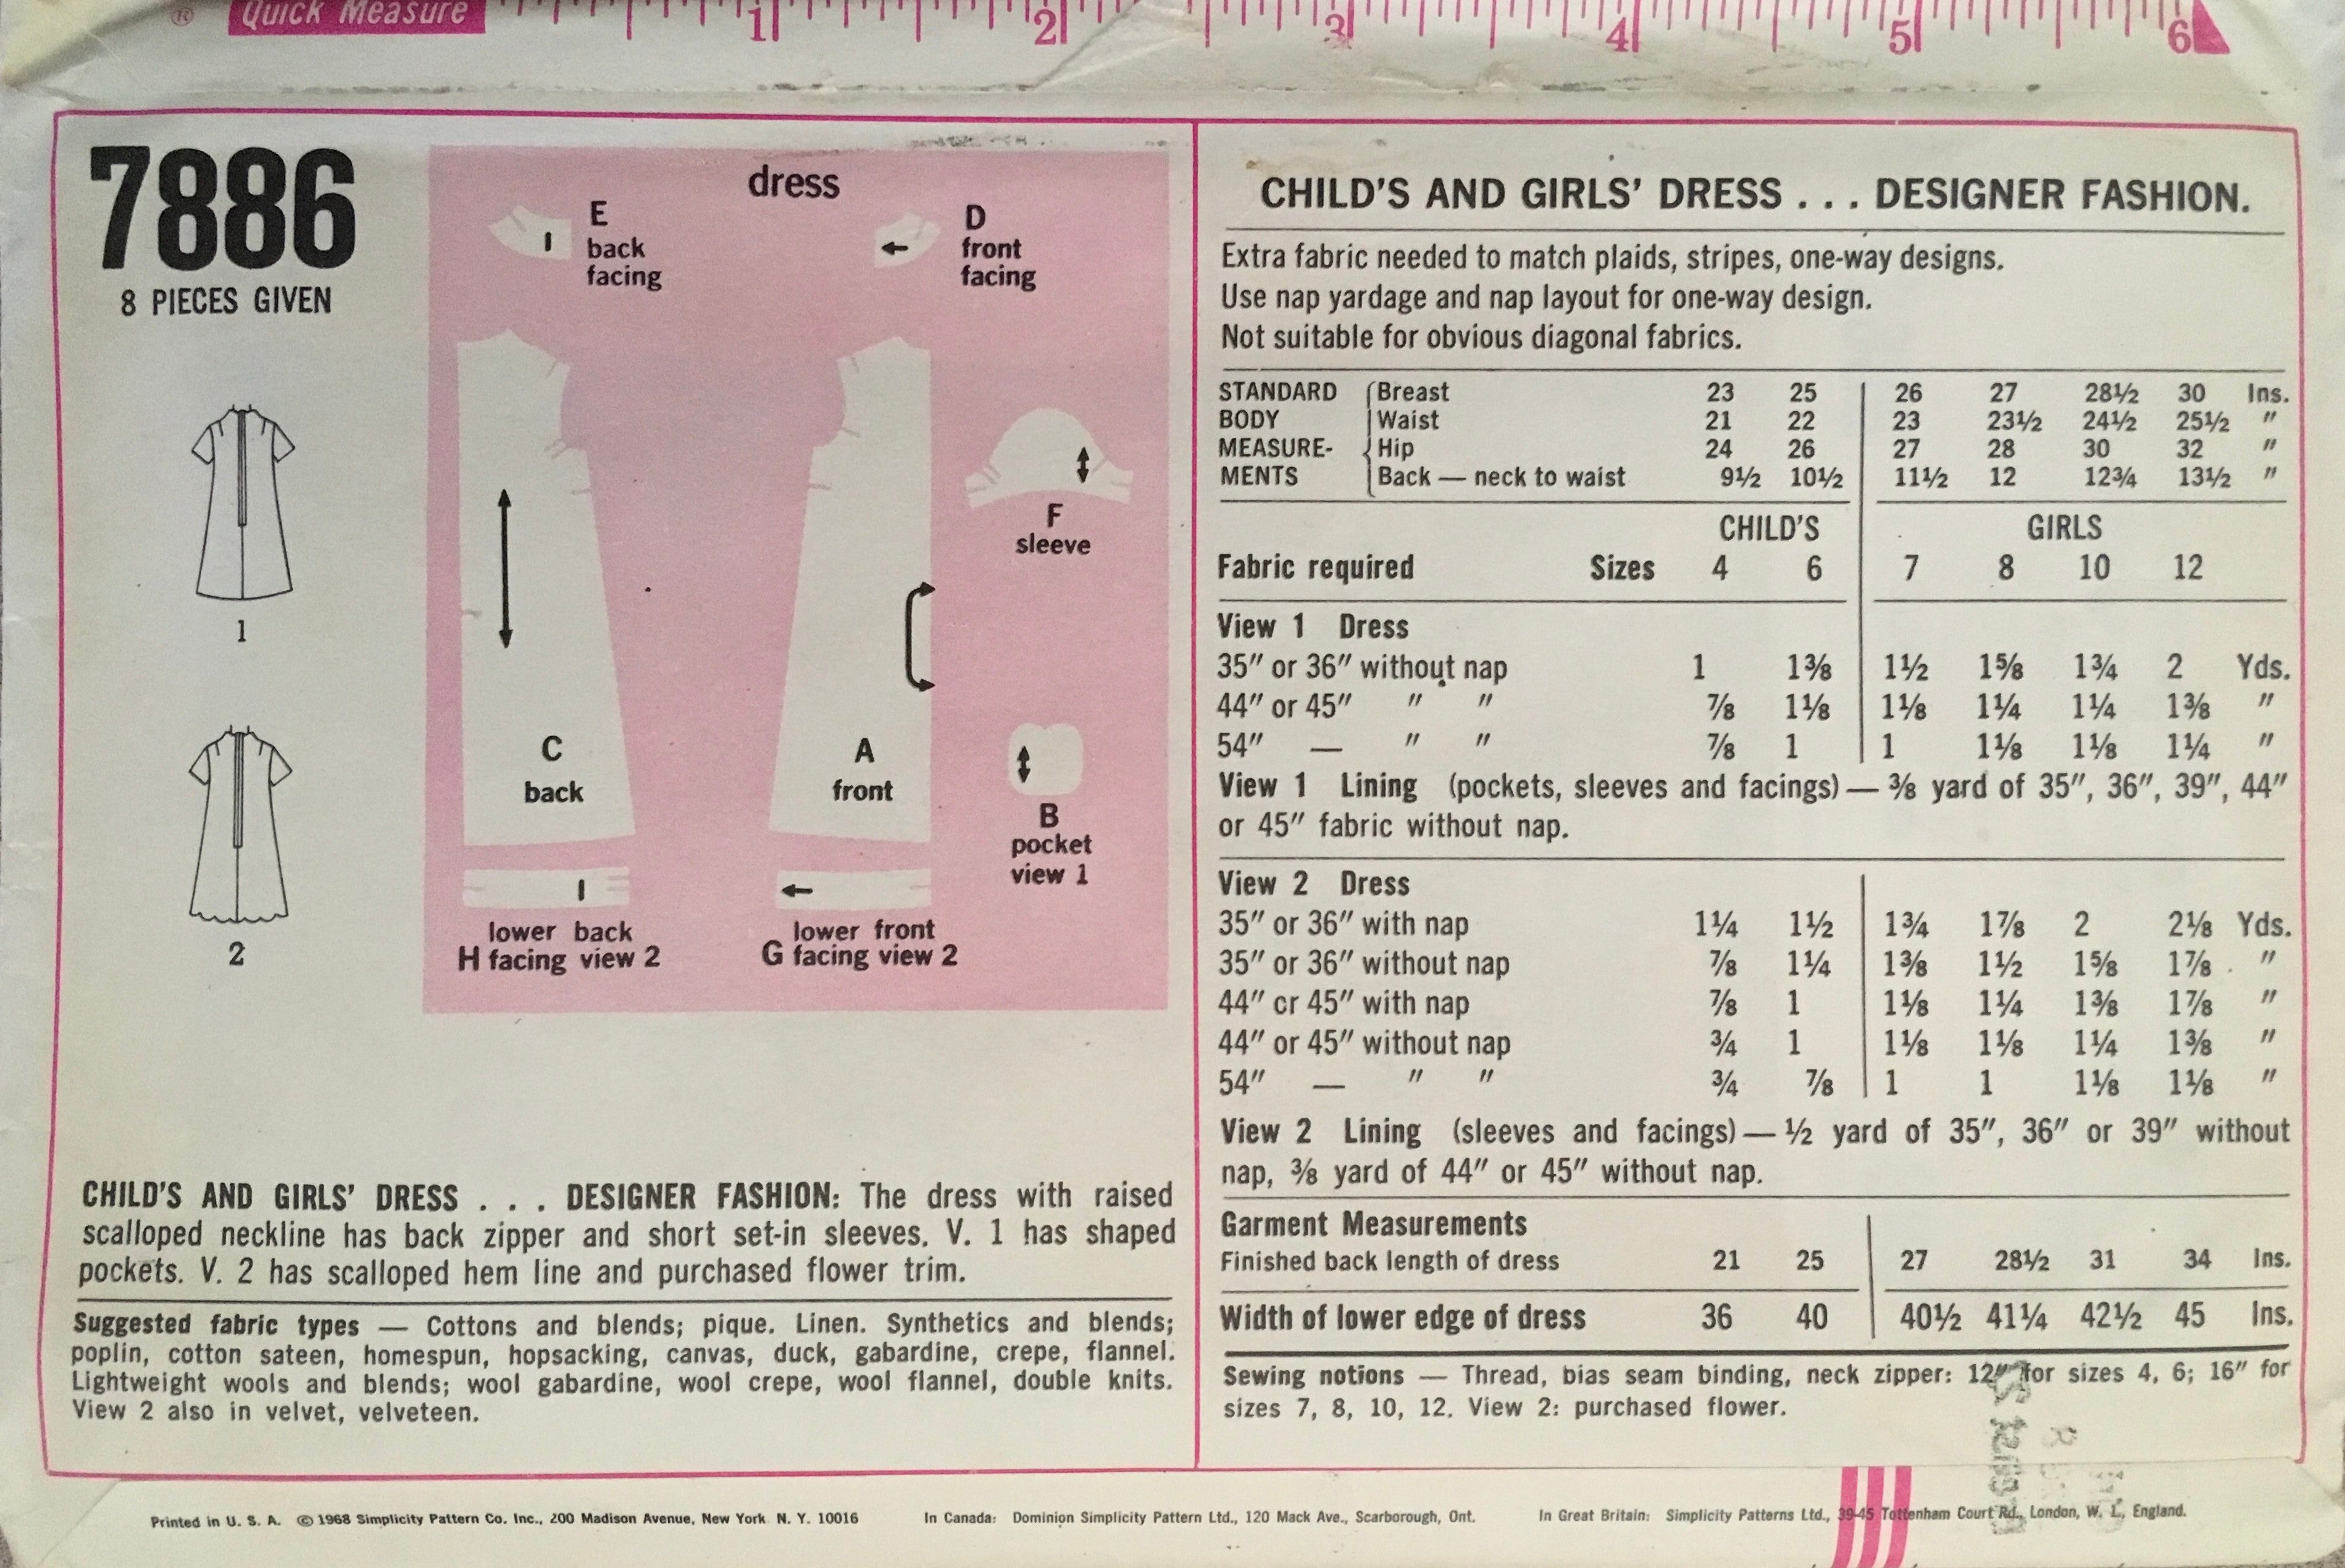 ® Quick Measure 1 2 3 4 5 6
7886
8 PIECES GIVEN
1
2
dress
E
back
facing
D
front
facing
F
sleeve
C
back
A
front
B
pocket
view 1
lower back
H facing view 2
lower front
G facing view 2
CHILD'S AND GIRLS' DRESS . . . DESIGNER FASHION: The dress with raised
scalloped neckline has back zipper and short set-in sleeves. V. 1 has shaped
pockets. V. 2 has scalloped hem line and purchased flower trim.
Suggested fabric types — Cottons and blends; pique. Linen. Synthetics and blends;
poplin, cotton sateen, homespun, hopsacking, canvas, duck, gabardine, crepe, flannel.
Lightweight wools and blends; wool gabardine, wool crepe, wool flannel, double knits.
View 2 also in velvet, velveteen.
CHILD'S AND GIRLS' DRESS . . . DESIGNER FASHION.
Extra fabric needed to match plaids, stripes, one-way designs.
Use nap yardage and nap layout for one-way design.
Not suitable for obvious diagonal fabrics.
STANDARD Breast 23 25 26 27 28½ 30 Ins.
BODY Waist 21 22 23 23½ 24½ 25½ "
MEASURE- Hip 24 26 27 28 30 32 "
MENTS Back — neck to waist 9½ 10½ 11½ 12 12¾ 13½ "
CHILD'S GIRLS
Fabric required Sizes 4 6 7 8 10 12
View 1 Dress
35" or 36" without nap 1 1⅜ 1½ 1⅝ 1¾ 2 Yds.
44" or 45" " " ⅞ 1⅛ 1⅛ 1¼ 1¼ 1⅜ "
54" — " " ⅞ 1 1 1⅛ 1⅛ 1¼ "
View 1 Lining (pockets, sleeves and facings) — ⅜ yard of 35", 36", 39", 44"
or 45" fabric without nap.
View 2 Dress
35" or 36" with nap 1¼ 1½ 1¾ 1⅞ 2 2⅛ Yds.
35" or 36" without nap ⅞ 1¼ 1⅜ 1½ 1⅝ 1⅞ "
44" or 45" with nap ⅞ 1 1⅛ 1¼ 1⅜ 1⅞ "
44" or 45" without nap ¾ 1 1⅛ 1⅛ 1¼ 1⅜ "
54" — " " ¾ ⅞ 1 1 1⅛ 1⅛ "
View 2 Lining (sleeves and facings) — ½ yard of 35", 36" or 39" without
nap, ⅜ yard of 44" or 45" without nap.
Garment Measurements
Finished back length of dress 21 25 27 28½ 31 34 Ins.
Width of lower edge of dress 36 40 40½ 41¼ 42½ 45 Ins.
Sewing notions — Thread, bias seam binding, neck zipper: 12" for sizes 4, 6; 16" for
sizes 7, 8, 10, 12. View 2: purchased flower.
Printed in U. S. A. © 1968 Simplicity Pattern Co. Inc., 200 Madison Avenue, New York N. Y. 10016 In Canada: Dominion Simplicity Pattern Ltd., 120 Mack Ave., Scarborough, Ont. In Great Britain: Simplicity Patterns Ltd., 39-45 Tottenham Court Rd., London, W. 1., England.